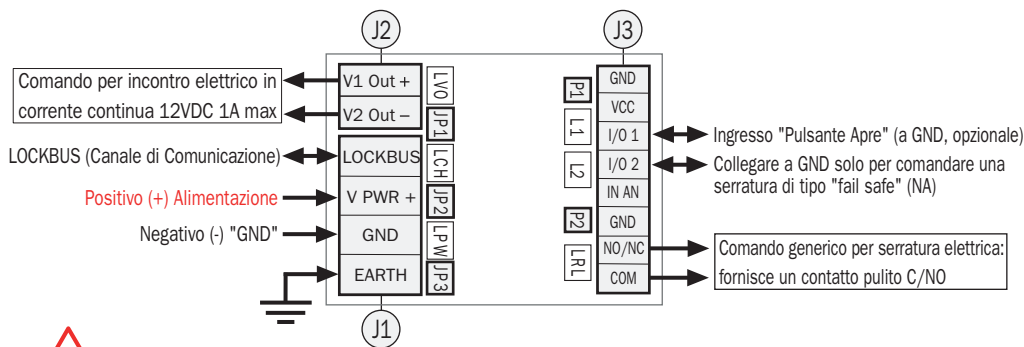 J2
J3
Comando per incontro elettrico in
corrente continua 12VDC 1A max
V1 Out +
V2 Out –
LVO
JP1
LOCKBUS (Canale di Comunicazione)
LOCKBUS
LCH
Positivo (+) Alimentazione
V PWR +
JP2
Negativo (-) "GND"
GND
LPW
EARTH
JP3
J1
P1
L1
L2
P2
LRL
GND
VCC
I/O 1
I/O 2
IN AN
GND
NO/NC
COM
Ingresso "Pulsante Apre" (a GND, opzionale)
Collegare a GND solo per comandare una
serratura di tipo "fail safe" (NA)
Comando generico per serratura elettrica:
fornisce un contatto pulito C/NO